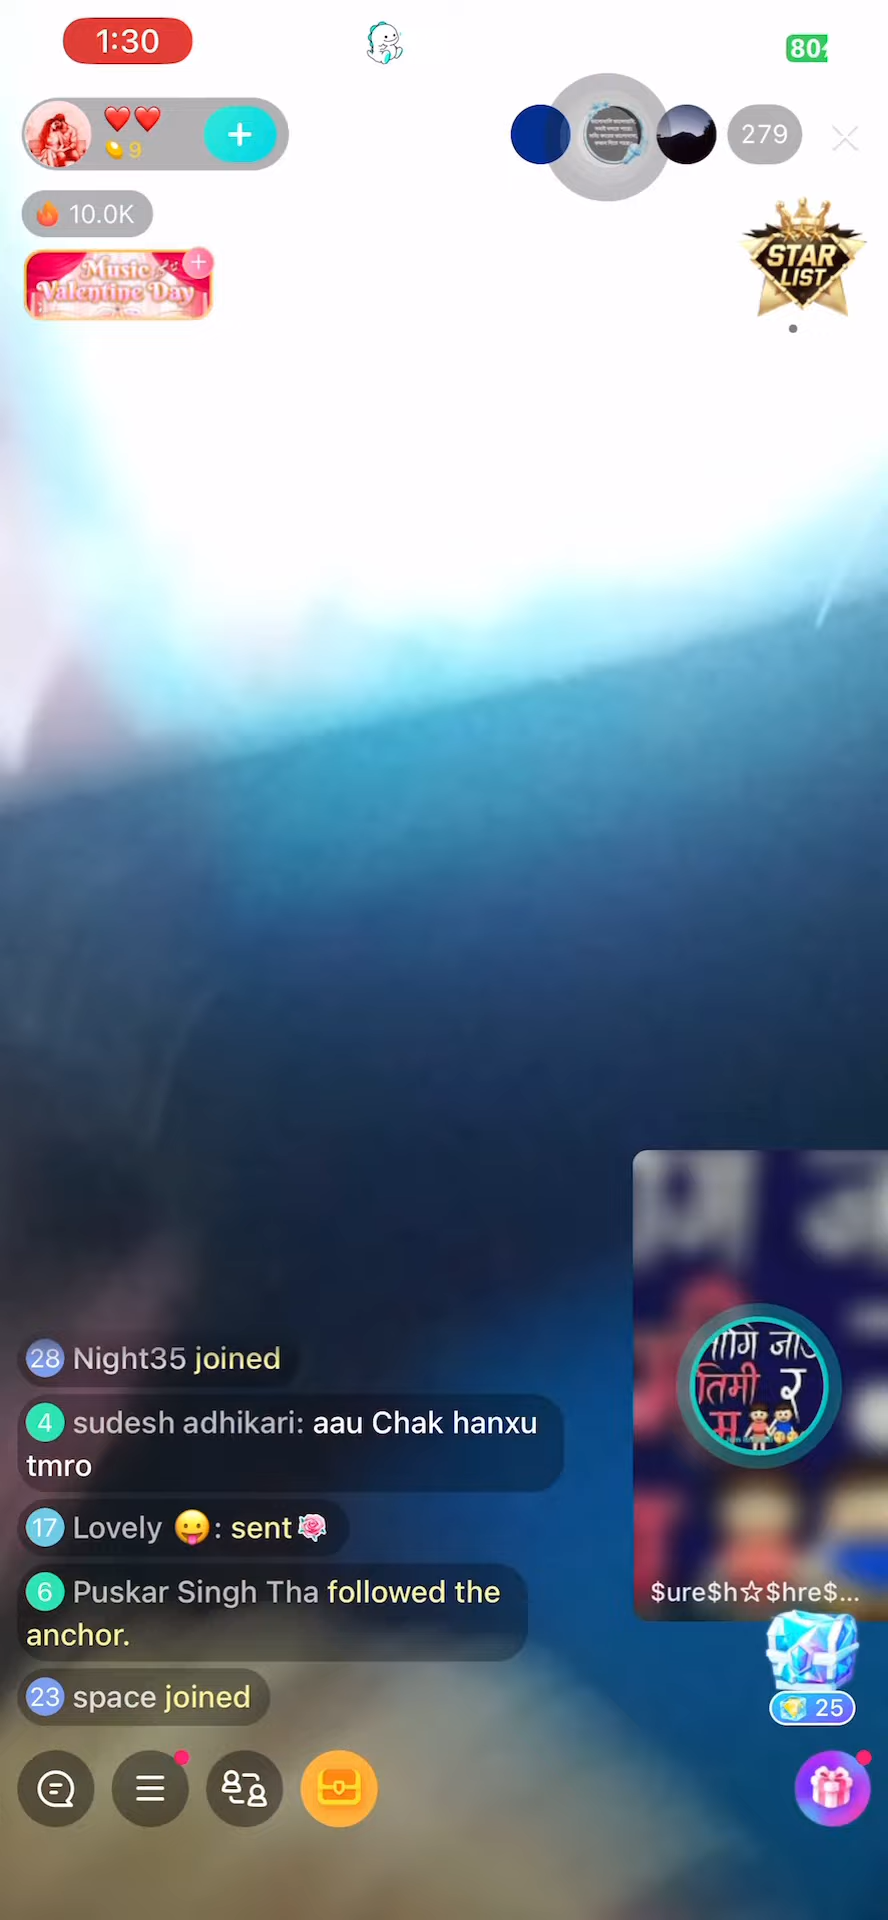 1:30
80
❤️❤️
9
279
10.0K
Music
Valentine Day
STAR
LIST
28 Night35 joined
4 sudesh adhikari: aau Chak hanxu
tmro
17 Lovely 😛: sent🌹
6 Puskar Singh Tha followed the
anchor.
23 space joined
तिमी र
म
$ure$h☆$hre$...
25